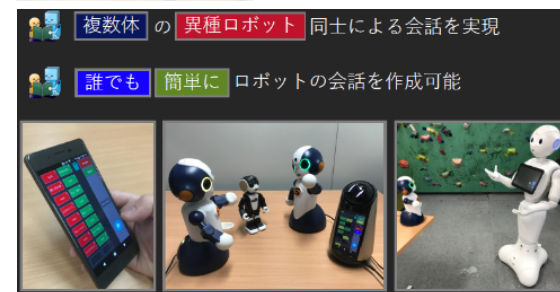 複数体 の 異種ロボット 同士による会話を実現
誰でも 簡単に ロボットの会話を作成可能